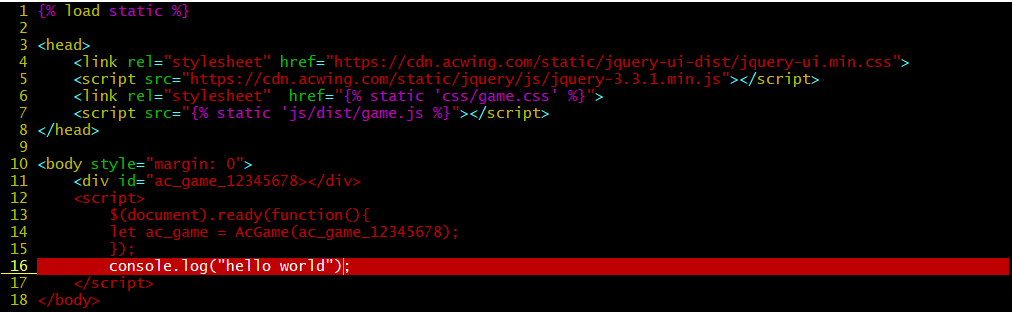 1 {% load static %}
2
3 <head>
4     <link rel="stylesheet" href="https://cdn.acwing.com/static/jquery-ui-dist/jquery-ui.min.css">
5     <script src="https://cdn.acwing.com/static/jquery/js/jquery-3.3.1.min.js"></script>
6     <link rel="stylesheet"  href="{% static 'css/game.css' %}">
7     <script src="{% static 'js/dist/game.js %}"></script>
8 </head>
9
10 <body style="margin: 0">
11     <div id="ac_game_12345678></div>
12     <script>
13         $(document).ready(function(){
14         let ac_game = AcGame(ac_game_12345678);
15         });
16         console.log("hello world");
17     </script>
18 </body>